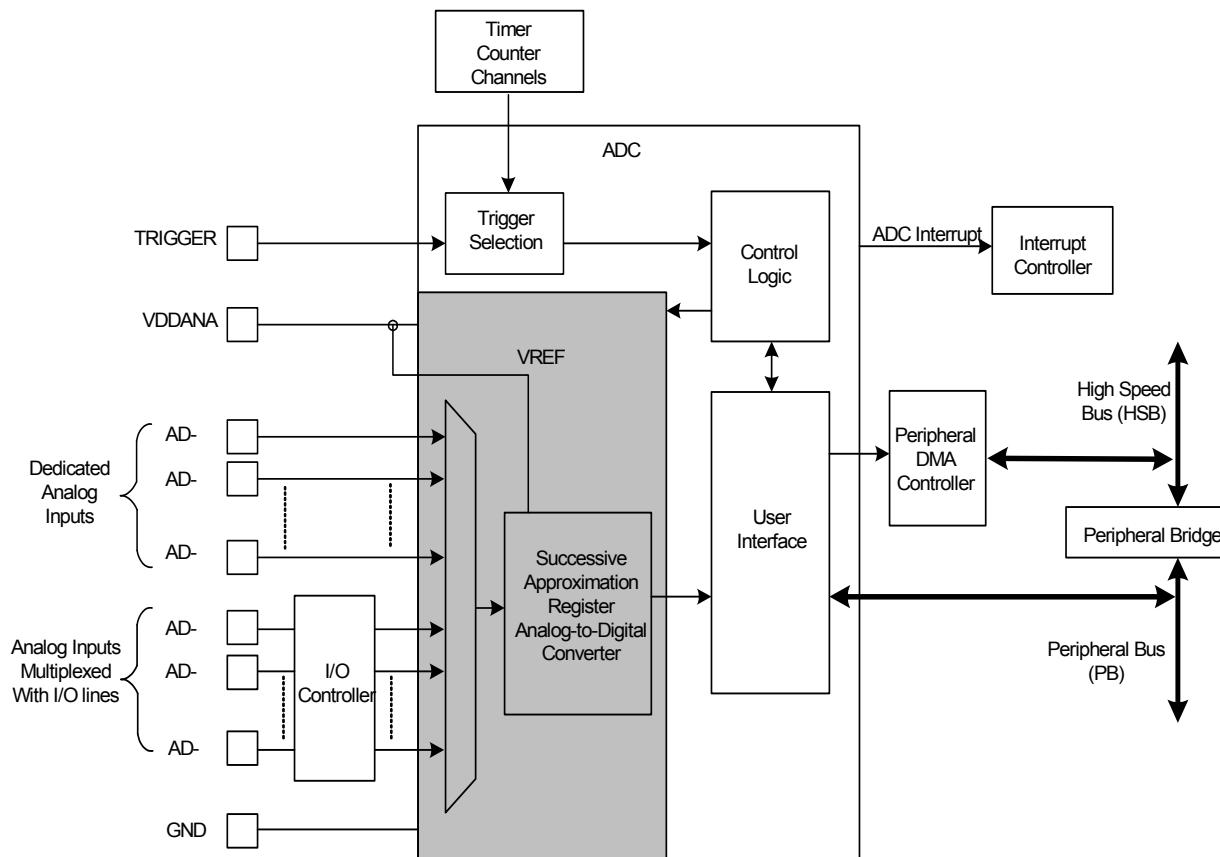 Timer
Counter
Channels
ADC
TRIGGER
Trigger
Selection
Control
Logic
ADC Interrupt
Interrupt
Controller
VDDANA
VREF
High Speed
Bus (HSB)
Dedicated
Analog
Inputs
AD-
AD-
AD-
Peripheral
DMA
Controller
User
Interface
Peripheral Bridge
Successive
Approximation
Register
Analog-to-Digital
Converter
Analog Inputs
Multiplexed
With I/O lines
AD-
AD-
AD-
I/O
Controller
Peripheral Bus
(PB)
GND